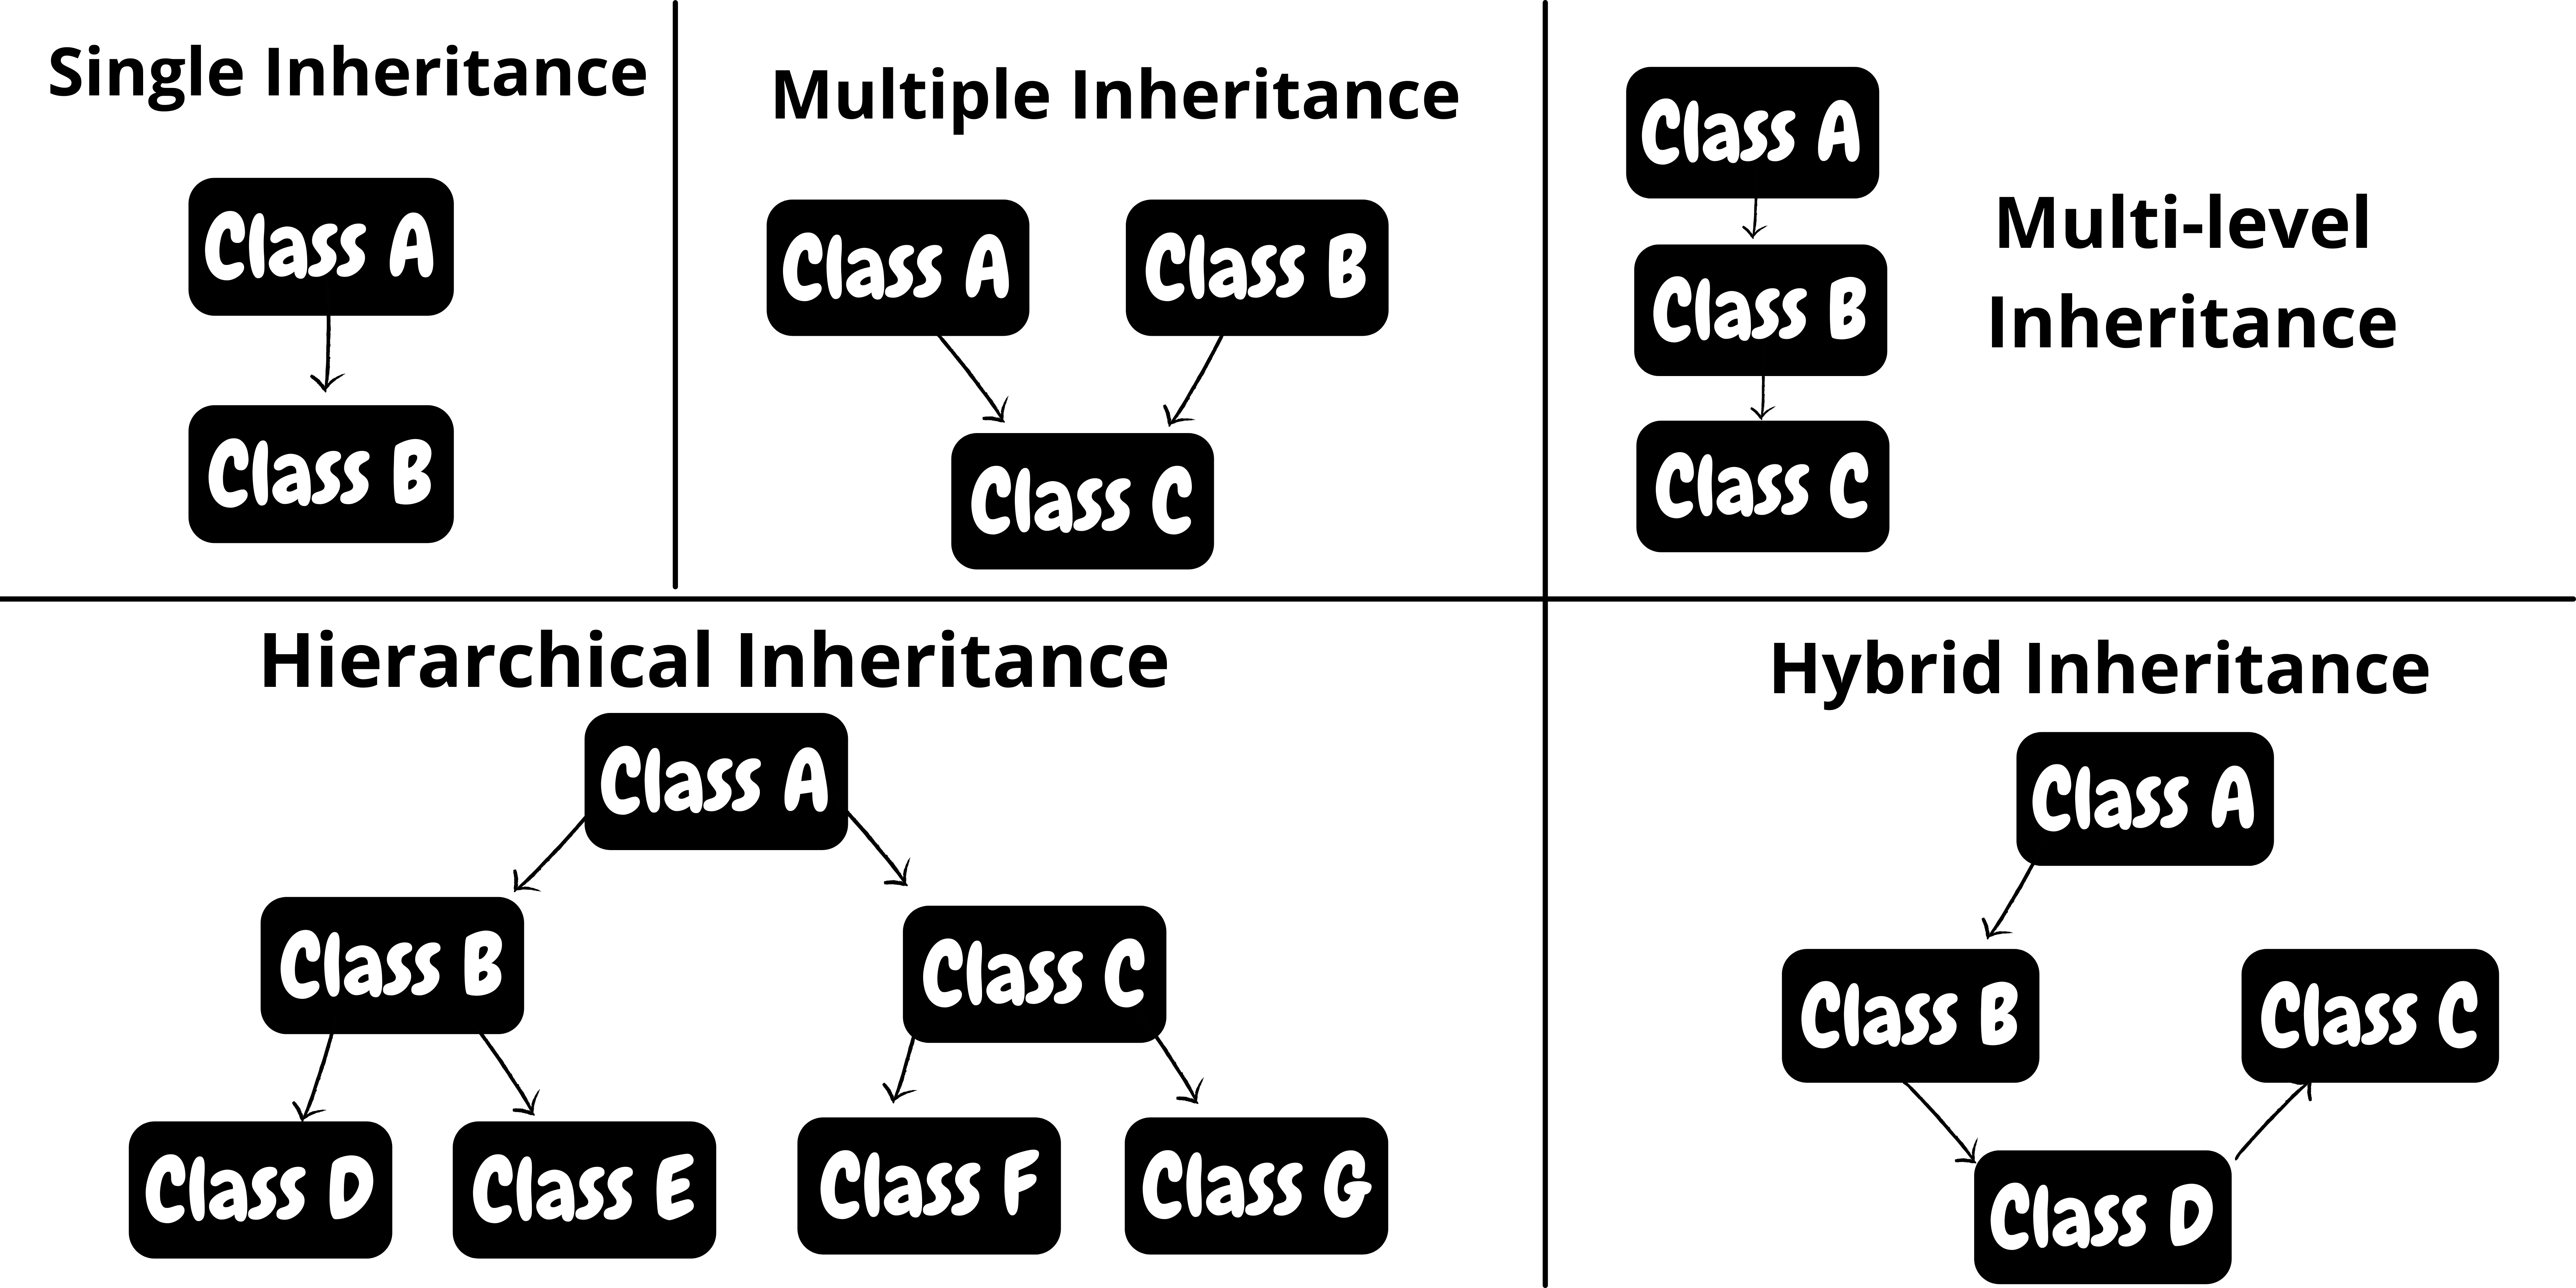 Single Inheritance
Class A
Class B
Multiple Inheritance
Class A
Class B
Class C
Class A
Class B
Class C
Multi-level
Inheritance
Hierarchical Inheritance
Class A
Class B
Class C
Class D
Class E
Class F
Class G
Hybrid Inheritance
Class A
Class B
Class C
Class D